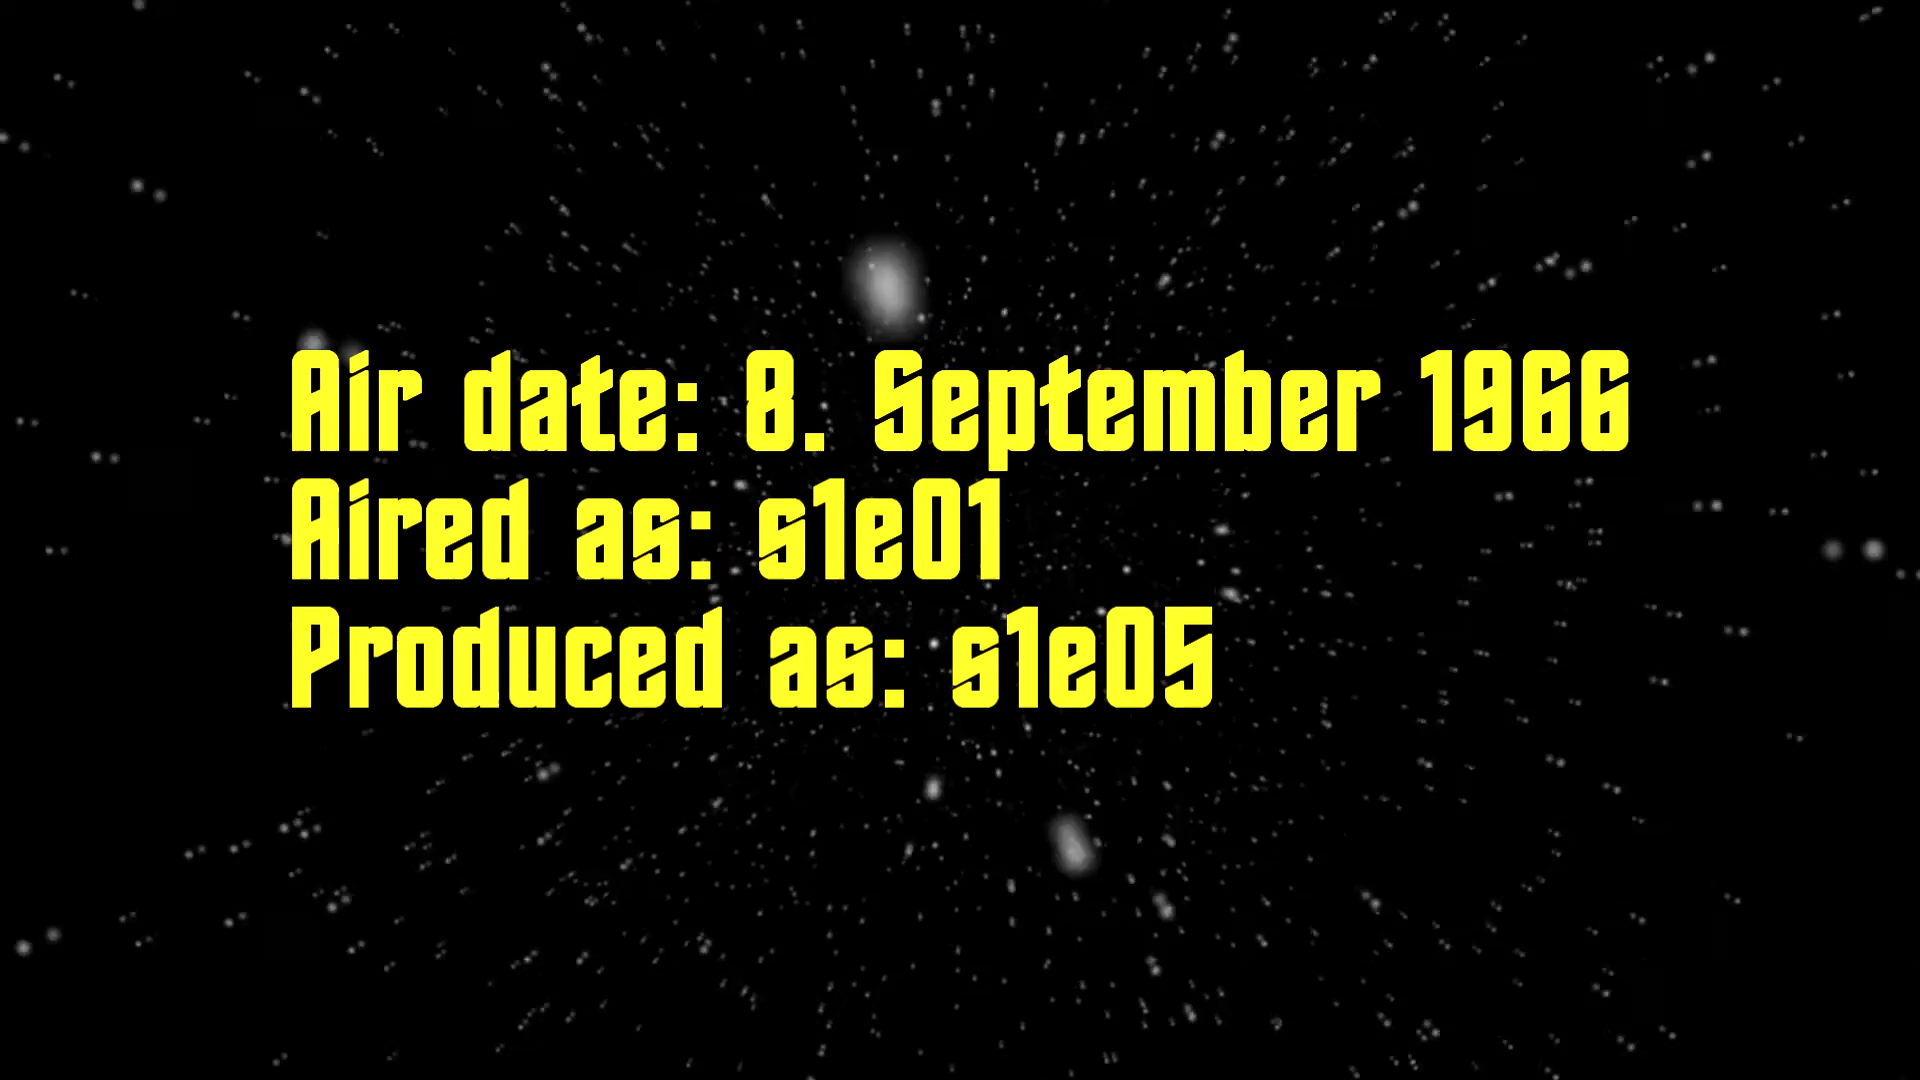 Air date: 8. September 1966
Aired as: s1e01
Produced as: s1e05